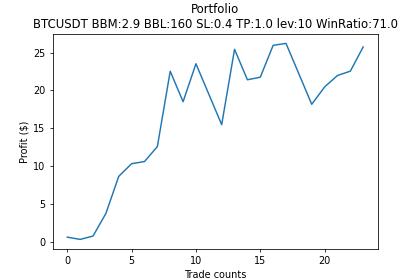 Portfolio
BTCUSDT BBM:2.9 BBL:160 SL:0.4 TP:1.0 lev:10 WinRatio:71.0
25
20
15
10
5
0
Profit ($)
0 5 10 15 20
Trade counts